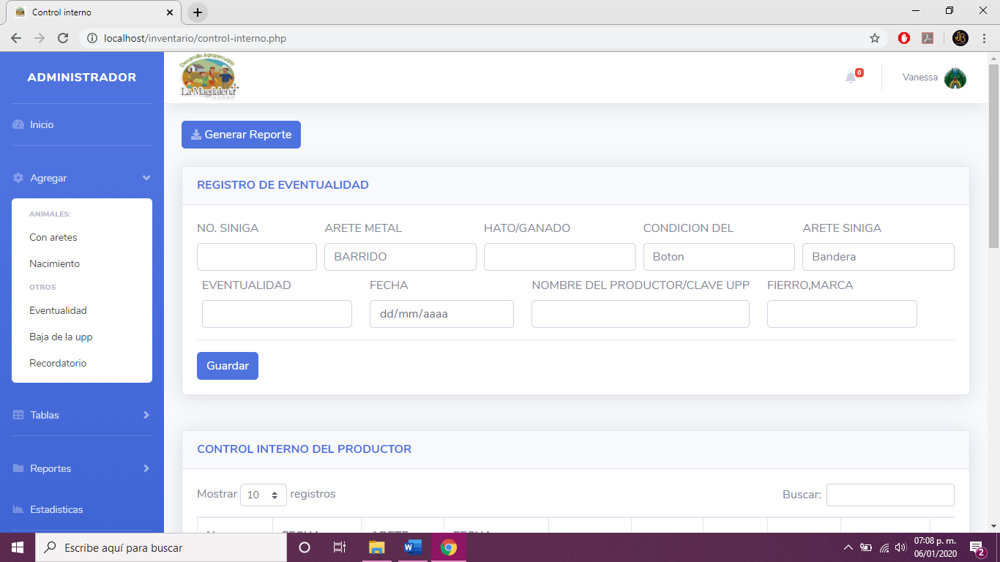 Control interno
localhost/inventario/control-interno.php
ADMINISTRADOR
Inicio
Agregar
ANIMALES:
Con aretes
Nacimiento
OTROS
Eventualidad
Baja de la upp
Recordatorio
Tablas
Reportes
Estadisticas
Desarrollo Agropecuario
La Magdalena
0
Vanessa
Generar Reporte
REGISTRO DE EVENTUALIDAD
NO. SINIGA ARETE METAL HATO/GANADO CONDICION DEL ARETE SINIGA
BARRIDO Boton Bandera
EVENTUALIDAD FECHA NOMBRE DEL PRODUCTOR/CLAVE UPP FIERRO,MARCA
dd/mm/aaaa
Guardar
CONTROL INTERNO DEL PRODUCTOR
Mostrar 10 registros Buscar:
FECHA ARETE FECHA
Escribe aquí para buscar
07:08 p. m.
06/01/2020
2